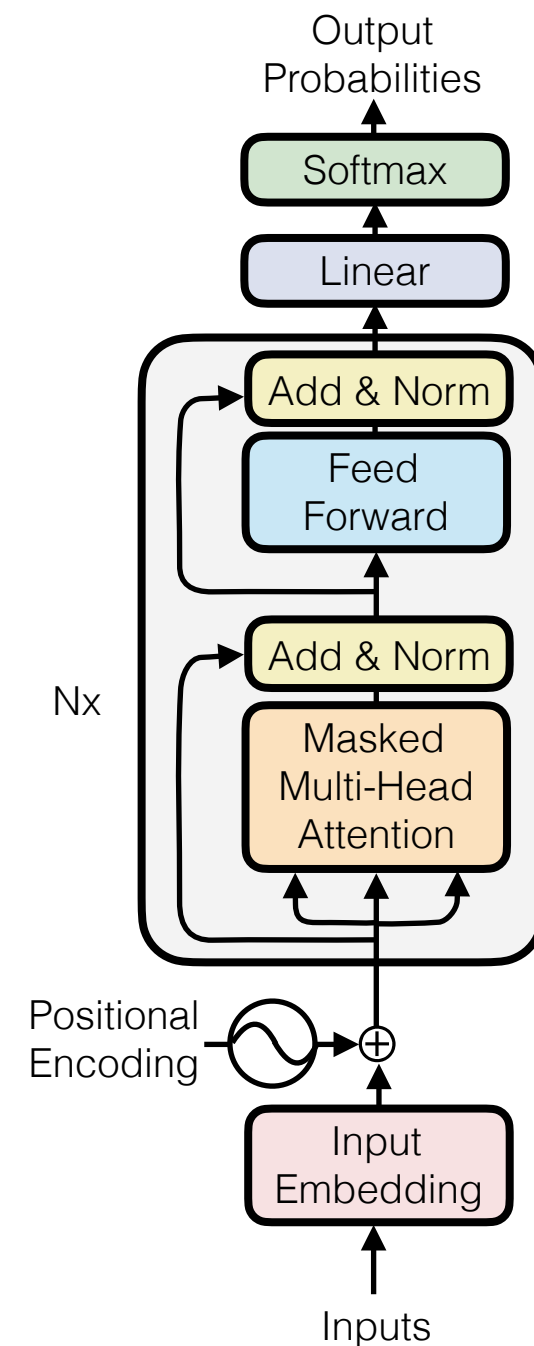 Output
Probabilities
Softmax
Linear
Add & Norm
Feed
Forward
Add & Norm
Nx
Masked
Multi-Head
Attention
Positional
Encoding
Input
Embedding
Inputs